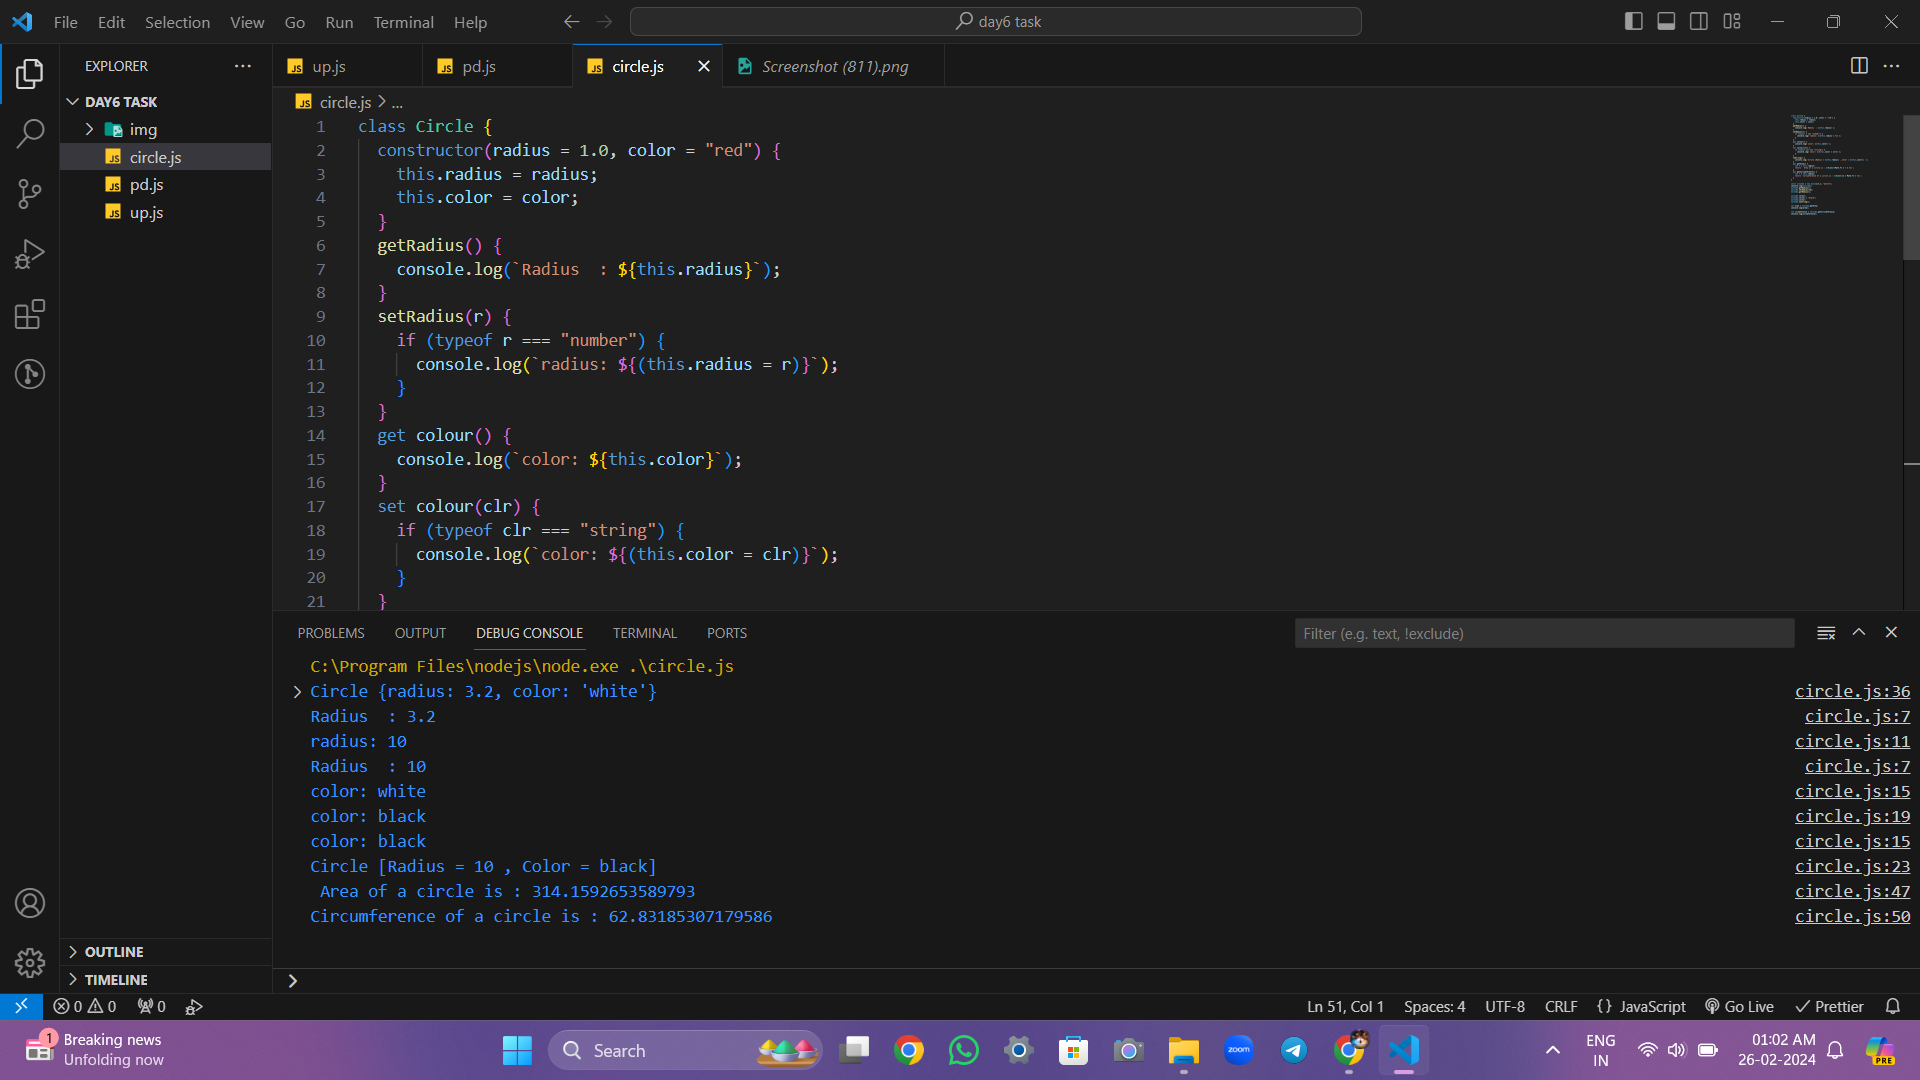 File Edit Selection View Go Run Terminal Help
day6 task
EXPLORER
up.js
pd.js
circle.js
Screenshot (811).png
DAY6 TASK
img
circle.js
pd.js
up.js
OUTLINE
TIMELINE
circle.js > ...
1 class Circle {
2 constructor(radius = 1.0, color = "red") {
3 this.radius = radius;
4 this.color = color;
5 }
6 getRadius() {
7 console.log(`Radius  : ${this.radius}`);
8 }
9 setRadius(r) {
10 if (typeof r === "number") {
11 console.log(`radius: ${(this.radius = r)}`);
12 }
13 }
14 get colour() {
15 console.log(`color: ${this.color}`);
16 }
17 set colour(clr) {
18 if (typeof clr === "string") {
19 console.log(`color: ${(this.color = clr)}`);
20 }
21 }
PROBLEMS OUTPUT DEBUG CONSOLE TERMINAL PORTS
Filter (e.g. text, !exclude)
C:\Program Files\nodejs\node.exe .\circle.js
Circle {radius: 3.2, color: 'white'} circle.js:36
Radius  : 3.2 circle.js:7
radius: 10 circle.js:11
Radius  : 10 circle.js:7
color: white circle.js:15
color: black circle.js:19
color: black circle.js:15
Circle [Radius = 10 , Color = black] circle.js:23
Area of a circle is : 314.1592653589793 circle.js:47
Circumference of a circle is : 62.83185307179586 circle.js:50
0 0 0
Ln 51, Col 1 Spaces: 4 UTF-8 CRLF {} JavaScript Go Live Prettier
1
Breaking news
Unfolding now
Search
zoom
ENG
IN
01:02 AM
26-02-2024
PRE